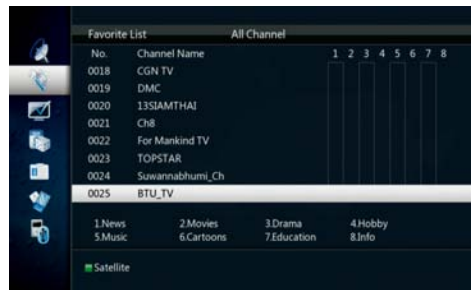 Favorite List All Channel
No. Channel Name 1 2 3 4 5 6 7 8
0018 CGN TV
0019 DMC
0020 13SIAMTHAI
0021 Ch8
0022 For Mankind TV
0023 TOPSTAR
0024 Suwannabhumi_Ch
0025 BTU_TV
1.News 2.Movies 3.Drama 4.Hobby
5.Music 6.Cartoons 7.Education 8.Info
Satellite